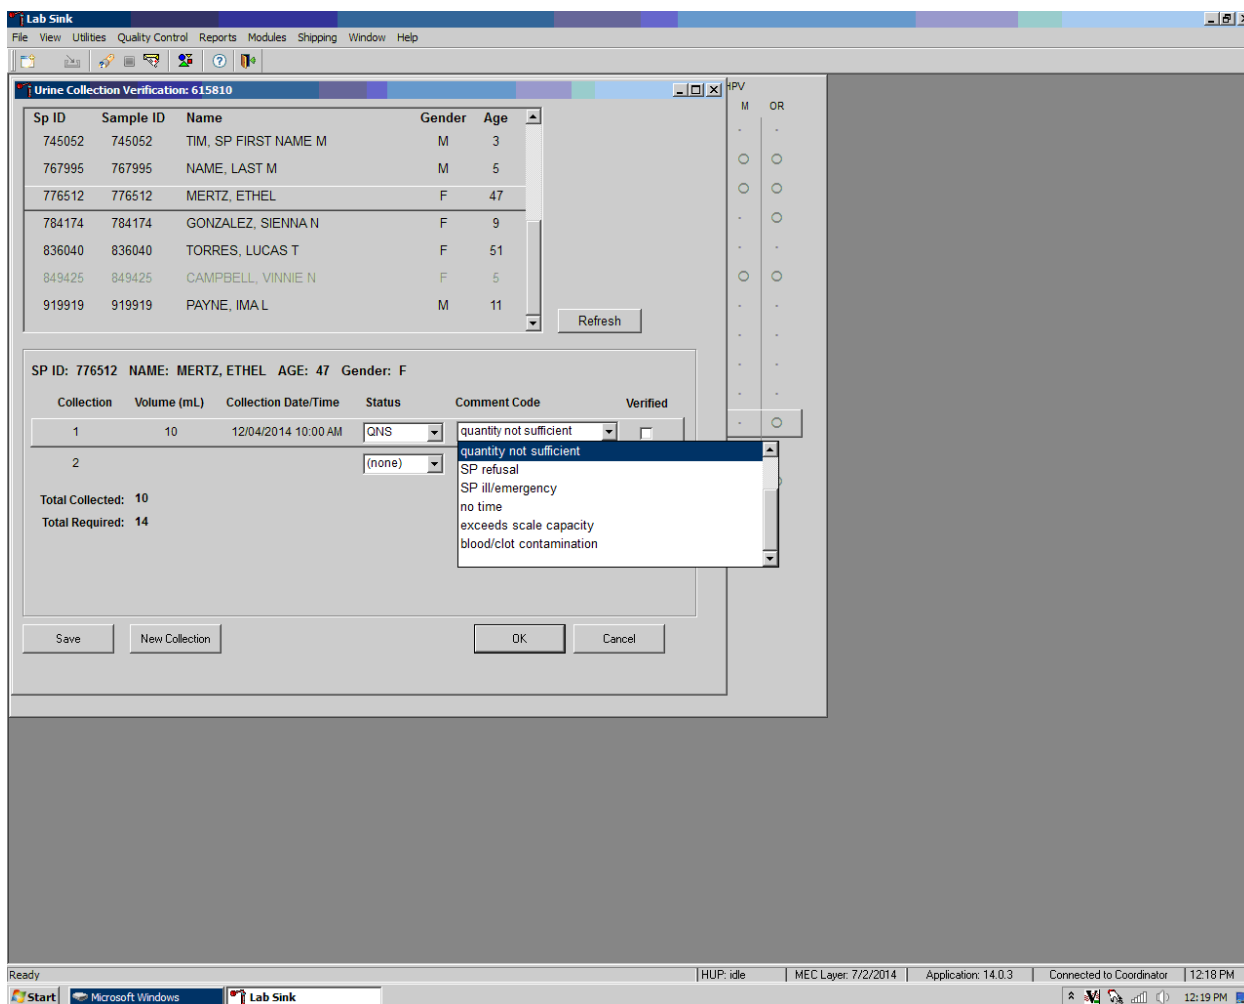 Lab Sink
File View Utilities Quality Control Reports Modules Shipping Window Help
Urine Collection Verification: 615810
HPV
M OR
Sp ID Sample ID Name Gender Age
745052 745052 TIM, SP FIRST NAME M M 3
767995 767995 NAME, LAST M M 5
776512 776512 MERTZ, ETHEL F 47
784174 784174 GONZALEZ, SIENNA N F 9
836040 836040 TORRES, LUCAS T F 51
849425 849425 CAMPBELL, VINNIE N F 5
919919 919919 PAYNE, IMA L M 11
Refresh
SP ID: 776512 NAME: MERTZ, ETHEL AGE: 47 Gender: F
Collection Volume (mL) Collection Date/Time Status Comment Code Verified
1 10 12/04/2014 10:00 AM QNS quantity not sufficient
quantity not sufficient
2 (none) SP refusal
SP ill/emergency
Total Collected: 10
no time
Total Required: 14
exceeds scale capacity
blood/clot contamination
Save New Collection OK Cancel
Ready HUP: idle MEC Layer: 7/2/2014 Application: 14.0.3 Connected to Coordinator 12:18 PM
Start Microsoft Windows Lab Sink 12:19 PM